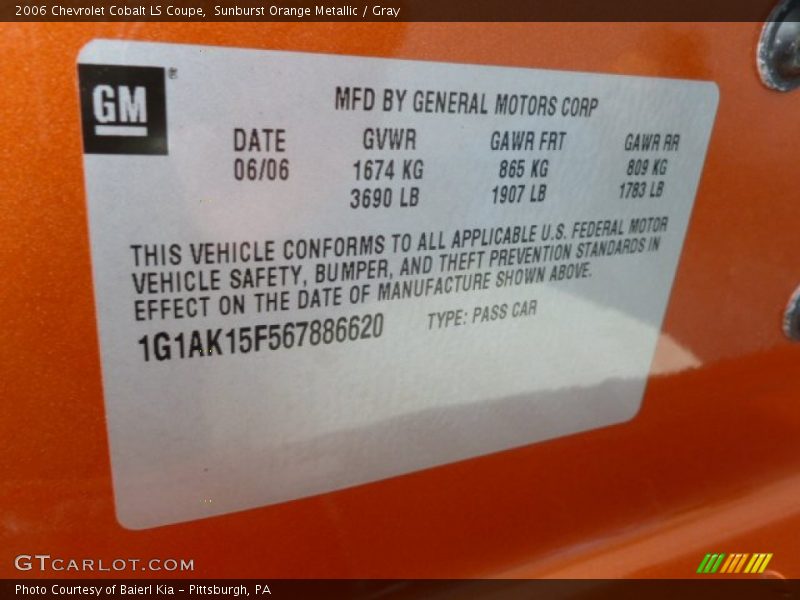 2006 Chevrolet Cobalt LS Coupe, Sunburst Orange Metallic / Gray
GM ®
MFD BY GENERAL MOTORS CORP
DATE GVWR GAWR FRT GAWR RR
06/06 1674 KG 865 KG 809 KG
3690 LB 1907 LB 1783 LB
THIS VEHICLE CONFORMS TO ALL APPLICABLE U.S. FEDERAL MOTOR
VEHICLE SAFETY, BUMPER, AND THEFT PREVENTION STANDARDS IN
EFFECT ON THE DATE OF MANUFACTURE SHOWN ABOVE.
1G1AK15F567886620 TYPE: PASS CAR
GTCARLOT.COM
Photo Courtesy of Baierl Kia - Pittsburgh, PA